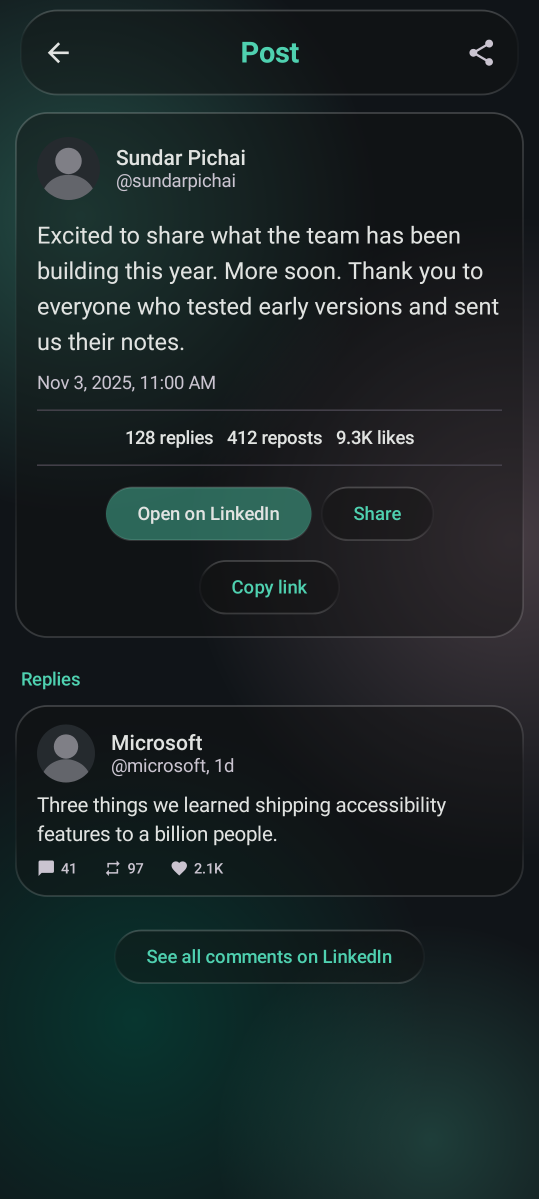 Post
Sundar Pichai
@sundarpichai
Excited to share what the team has been
building this year. More soon. Thank you to
everyone who tested early versions and sent
us their notes.
Nov 3, 2025, 11:00 AM
128 replies 412 reposts 9.3K likes
Open on LinkedIn
Share
Copy link
Replies
Microsoft
@microsoft, 1d
Three things we learned shipping accessibility
features to a billion people.
41 97 2.1K
See all comments on LinkedIn